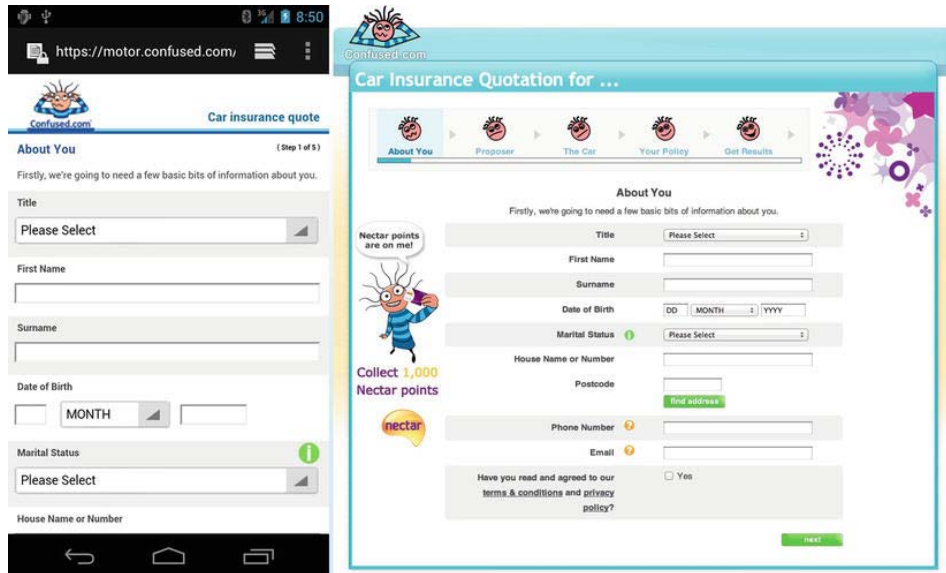 3G 8:50
https://motor.confused.com/
Confused.com
Car insurance quote
About You
( Step 1 of 5 )
Firstly, we're going to need a few basic bits of information about you.
Title
Please Select
First Name
Surname
Date of Birth
MONTH
Marital Status
i
Please Select
House Name or Number
Confused.com
Car Insurance Quotation for ...
About You Proposer The Car Your Policy Get Results
About You
Firstly, we're going to need a few basic bits of information about you.
Nectar points
are on me!
Collect 1,000
Nectar points
nectar
Title Please Select
First Name
Surname
Date of Birth DD MONTH YYYY
Marital Status i Please Select
House Name or Number
Postcode
find address
Phone Number ?
Email ?
Have you read and agreed to our Yes
terms & conditions and privacy
policy?
next